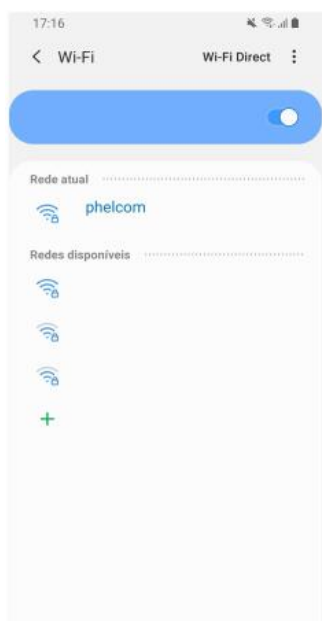 17:16
Wi-Fi Wi-Fi Direct
Rede atual
phelcom
Redes disponíveis